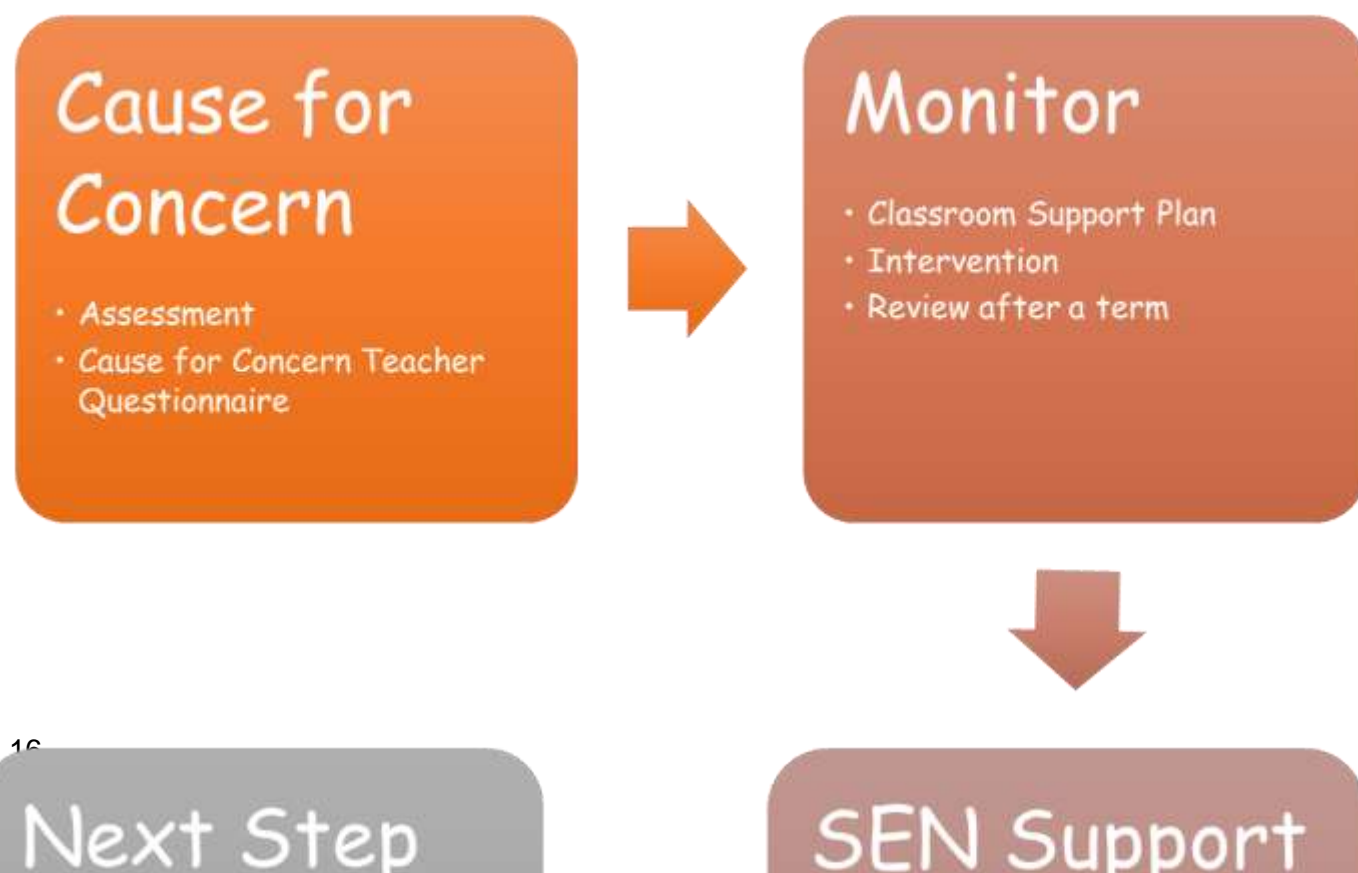 Cause for
Concern
• Assessment
• Cause for Concern Teacher
Questionnaire
Monitor
• Classroom Support Plan
• Intervention
• Review after a term
16
Next Step
SEN Support